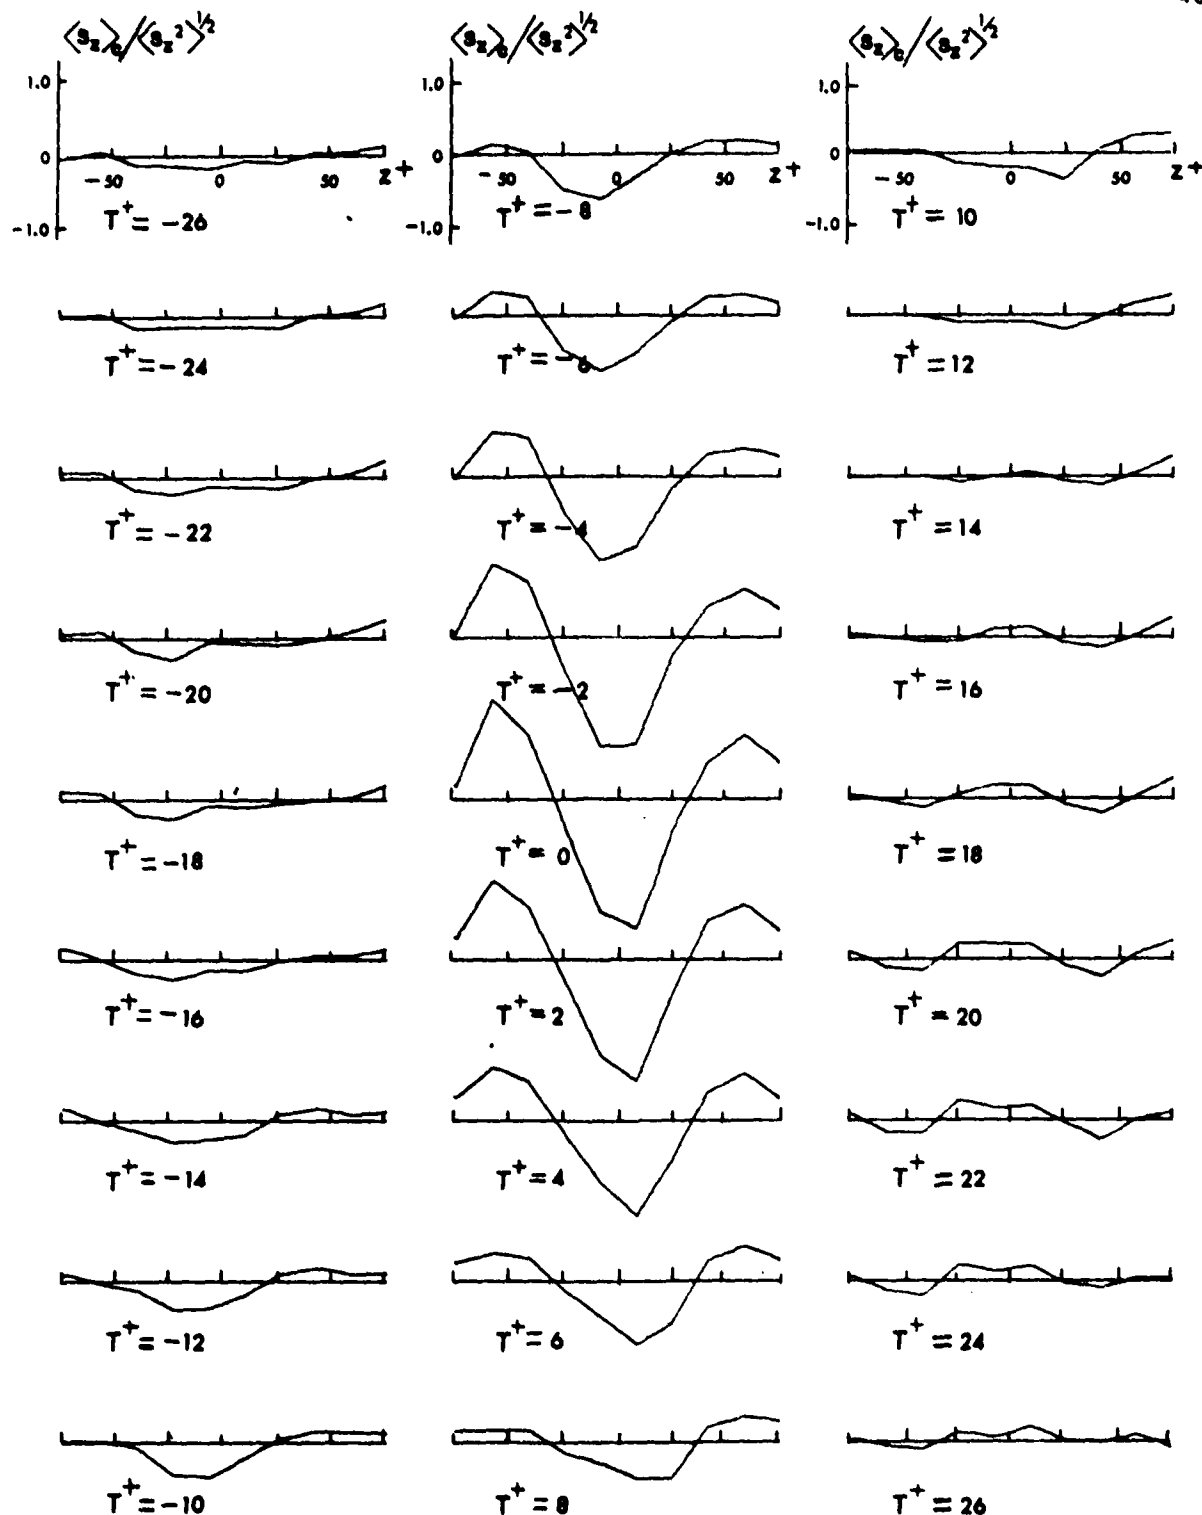 ⟨s_z⟩_c/⟨s_z²⟩^½
1.0
0
-1.0
-50 0 50 z+
T⁺= -26
T⁺= -24
T⁺= -22
T⁺= -20
T⁺= -18
T⁺= -16
T⁺= -14
T⁺= -12
T⁺= -10
⟨s_z⟩_c/⟨s_z²⟩^½
1.0
0
-1.0
-50 0 50 z+
T⁺= -8
T⁺= -6
T⁺= -4
T⁺= -2
T⁺= 0
T⁺= 2
T⁺= 4
T⁺= 6
T⁺= 8
⟨s_z⟩_c/⟨s_z²⟩^½
1.0
0
-1.0
-50 0 50 z+
T⁺= 10
T⁺= 12
T⁺= 14
T⁺= 16
T⁺= 18
T⁺= 20
T⁺= 22
T⁺= 24
T⁺= 26